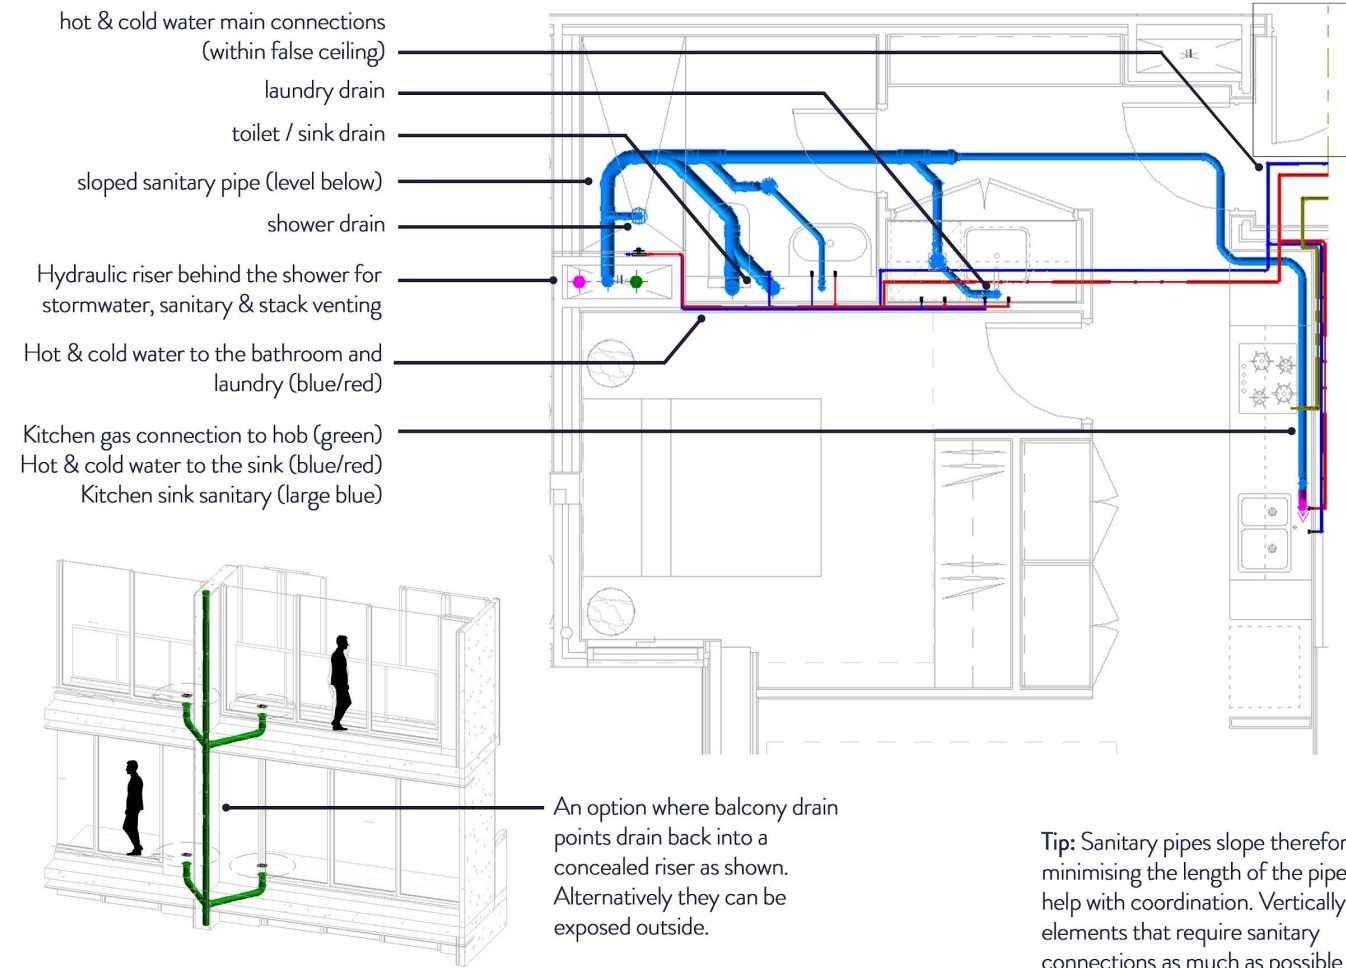 hot & cold water main connections
(within false ceiling)
laundry drain
toilet / sink drain
sloped sanitary pipe (level below)
shower drain
Hydraulic riser behind the shower for
stormwater, sanitary & stack venting
Hot & cold water to the bathroom and
laundry (blue/red)
Kitchen gas connection to hob (green)
Hot & cold water to the sink (blue/red)
Kitchen sink sanitary (large blue)
An option where balcony drain
points drain back into a
concealed riser as shown.
Alternatively they can be
exposed outside.
Tip: Sanitary pipes slope therefor
minimising the length of the pipe
help with coordination. Vertically
elements that require sanitary
connections as much as possible